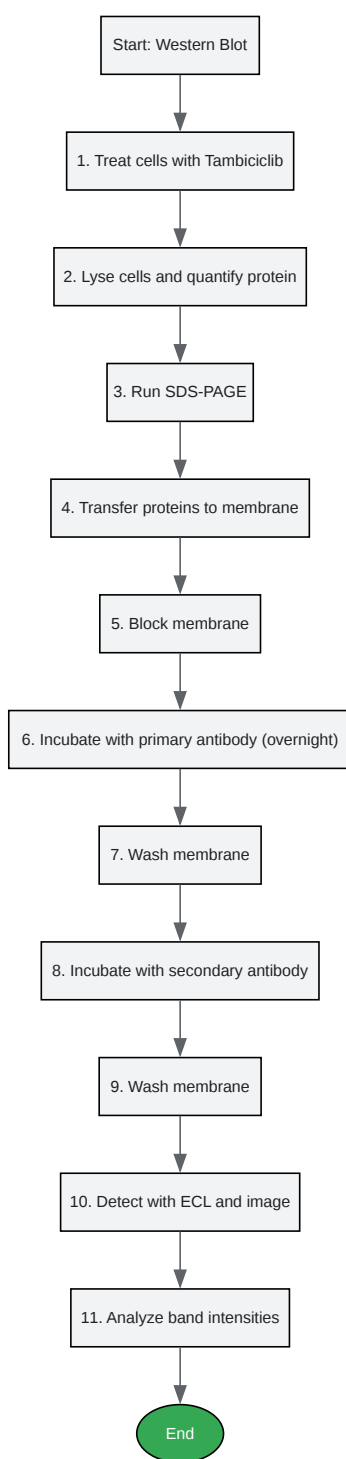 Start: Western Blot
1. Treat cells with Tambiciclib
2. Lyse cells and quantify protein
3. Run SDS-PAGE
4. Transfer proteins to membrane
5. Block membrane
6. Incubate with primary antibody (overnight)
7. Wash membrane
8. Incubate with secondary antibody
9. Wash membrane
10. Detect with ECL and image
11. Analyze band intensities
End